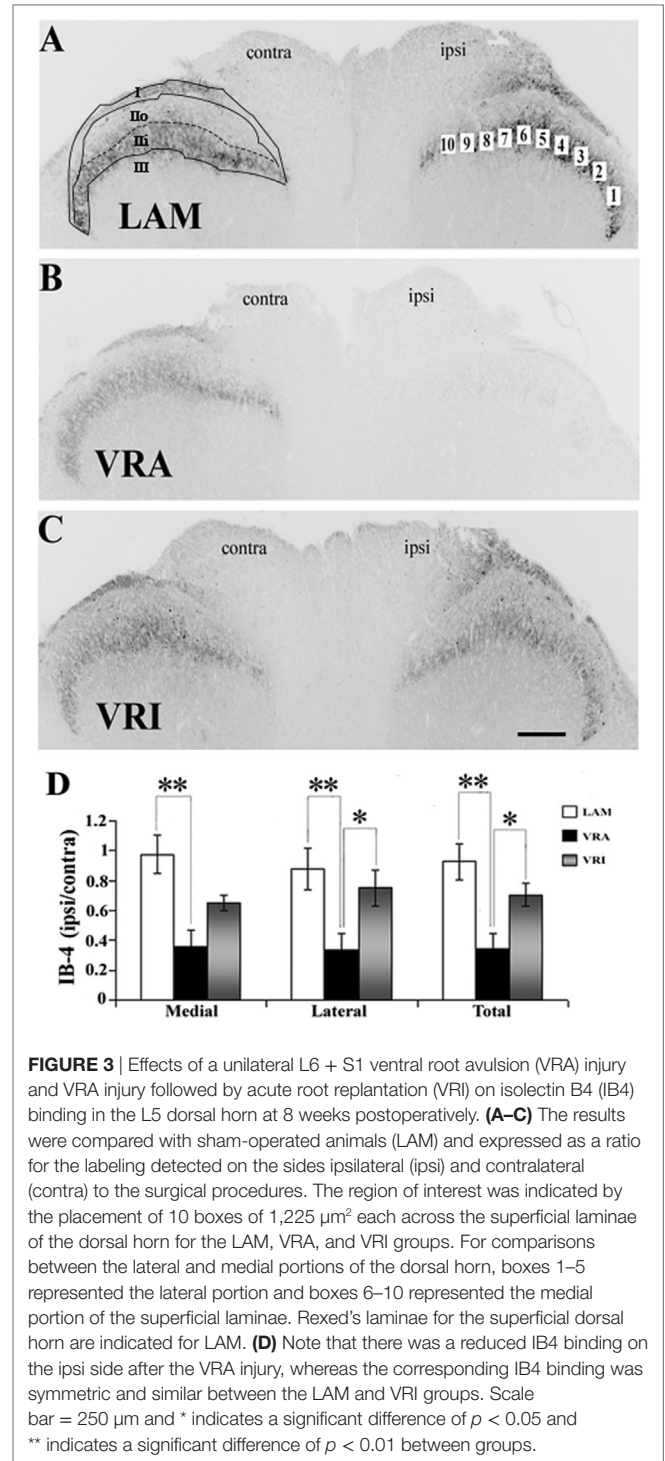 A
contra
ipsi
I
IIo
IIi
III
10 9 8 7 6 5 4 3 2 1
LAM
B
contra
ipsi
VRA
C
contra
ipsi
VRI
D
** ** **
* *
LAM
VRA
VRI
IB-4 (ipsi/contra)
1.2
1
0.8
0.6
0.4
0.2
0
Medial Lateral Total
FIGURE 3 | Effects of a unilateral L6 + S1 ventral root avulsion (VRA) injury
and VRA injury followed by acute root replantation (VRI) on isolectin B4 (IB4)
binding in the L5 dorsal horn at 8 weeks postoperatively. (A–C) The results
were compared with sham-operated animals (LAM) and expressed as a ratio
for the labeling detected on the sides ipsilateral (ipsi) and contralateral
(contra) to the surgical procedures. The region of interest was indicated by
the placement of 10 boxes of 1,225 µm² each across the superficial laminae
of the dorsal horn for the LAM, VRA, and VRI groups. For comparisons
between the lateral and medial portions of the dorsal horn, boxes 1–5
represented the lateral portion and boxes 6–10 represented the medial
portion of the superficial laminae. Rexed's laminae for the superficial dorsal
horn are indicated for LAM. (D) Note that there was a reduced IB4 binding on
the ipsi side after the VRA injury, whereas the corresponding IB4 binding was
symmetric and similar between the LAM and VRI groups. Scale
bar = 250 µm and * indicates a significant difference of p < 0.05 and
** indicates a significant difference of p < 0.01 between groups.